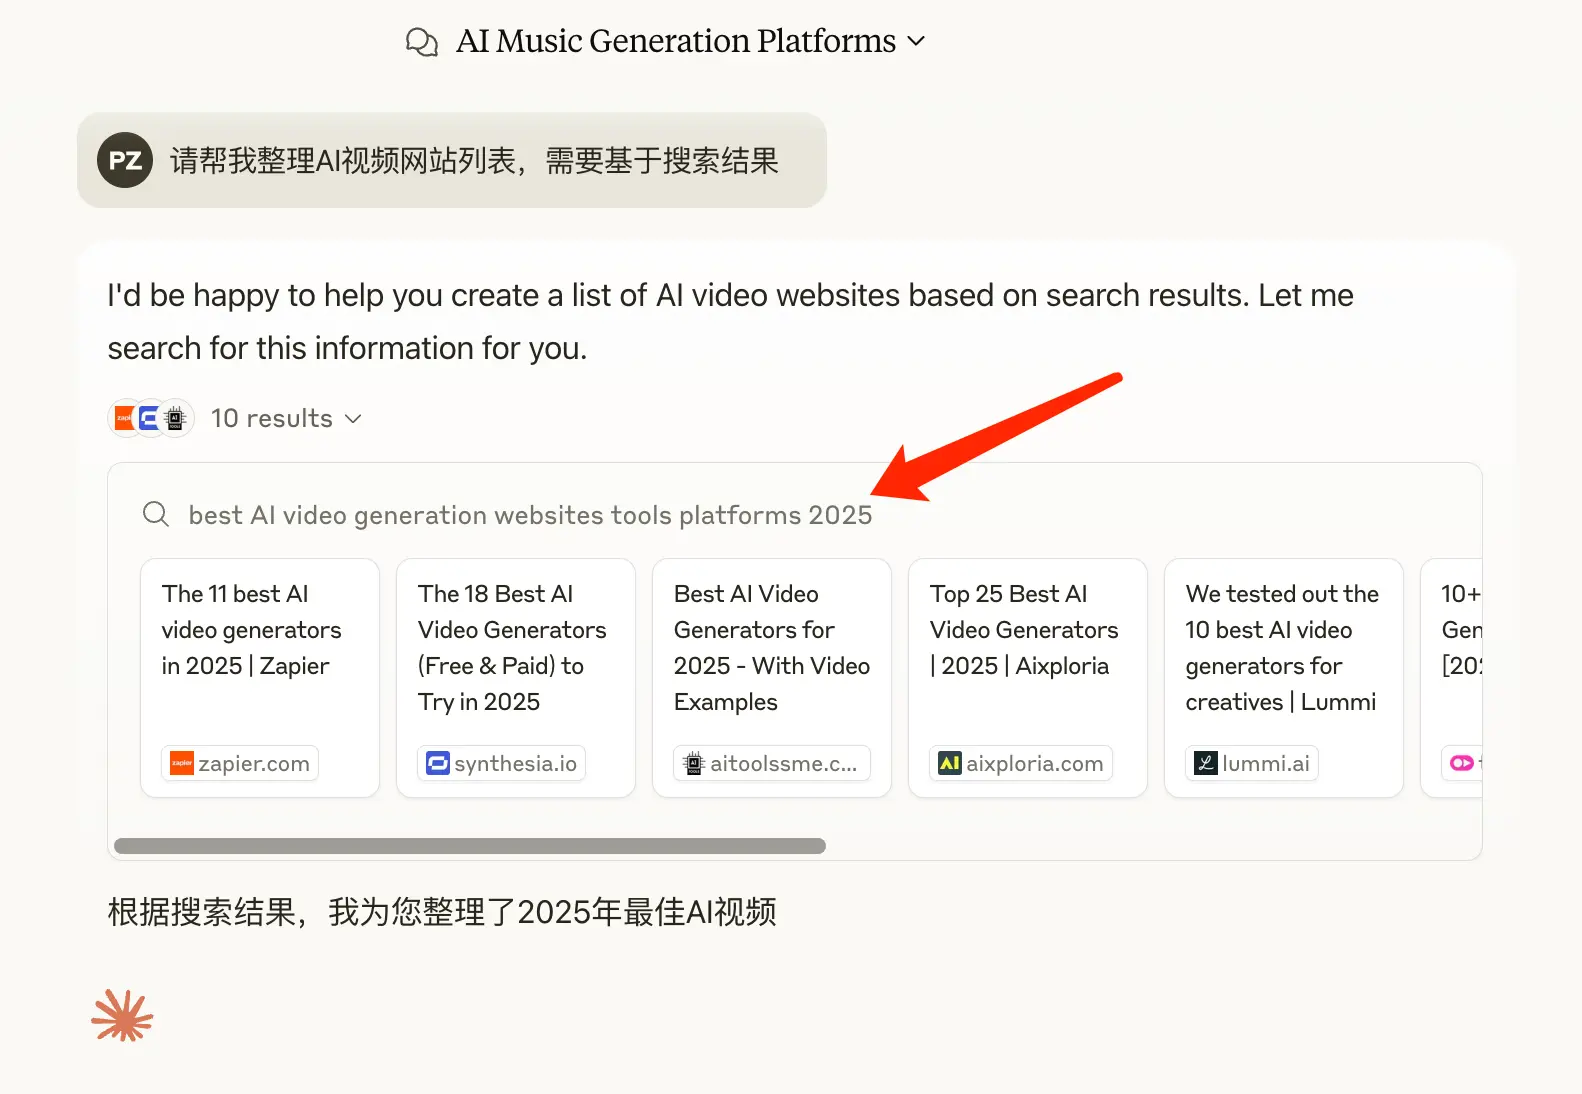 AI Music Generation Platforms
PZ
请帮我整理AI视频网站列表，需要基于搜索结果
I'd be happy to help you create a list of AI video websites based on search results. Let me
search for this information for you.
10 results
best AI video generation websites tools platforms 2025
The 11 best AI
video generators
in 2025 | Zapier
zapier.com
The 18 Best AI
Video Generators
(Free & Paid) to
Try in 2025
synthesia.io
Best AI Video
Generators for
2025 - With Video
Examples
aitoolssme.c...
Top 25 Best AI
Video Generators
| 2025 | Aixploria
aixploria.com
We tested out the
10 best AI video
generators for
creatives | Lummi
lummi.ai
10+
Gen
[202
根据搜索结果，我为您整理了2025年最佳AI视频